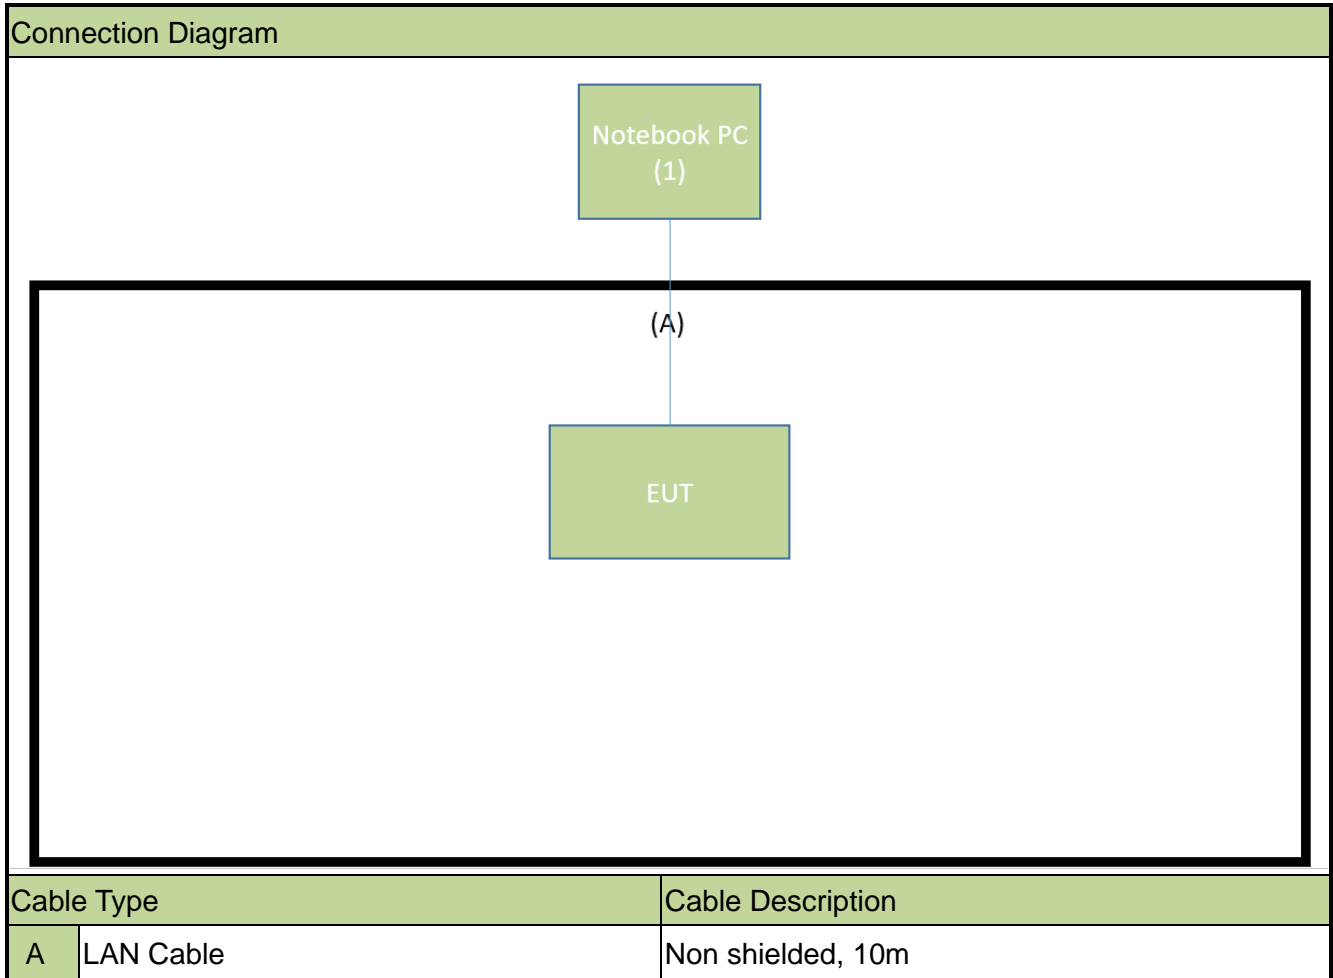 Connection Diagram
Notebook PC
(1)
(A)
EUT
Cable Type Cable Description
A LAN Cable Non shielded, 10m